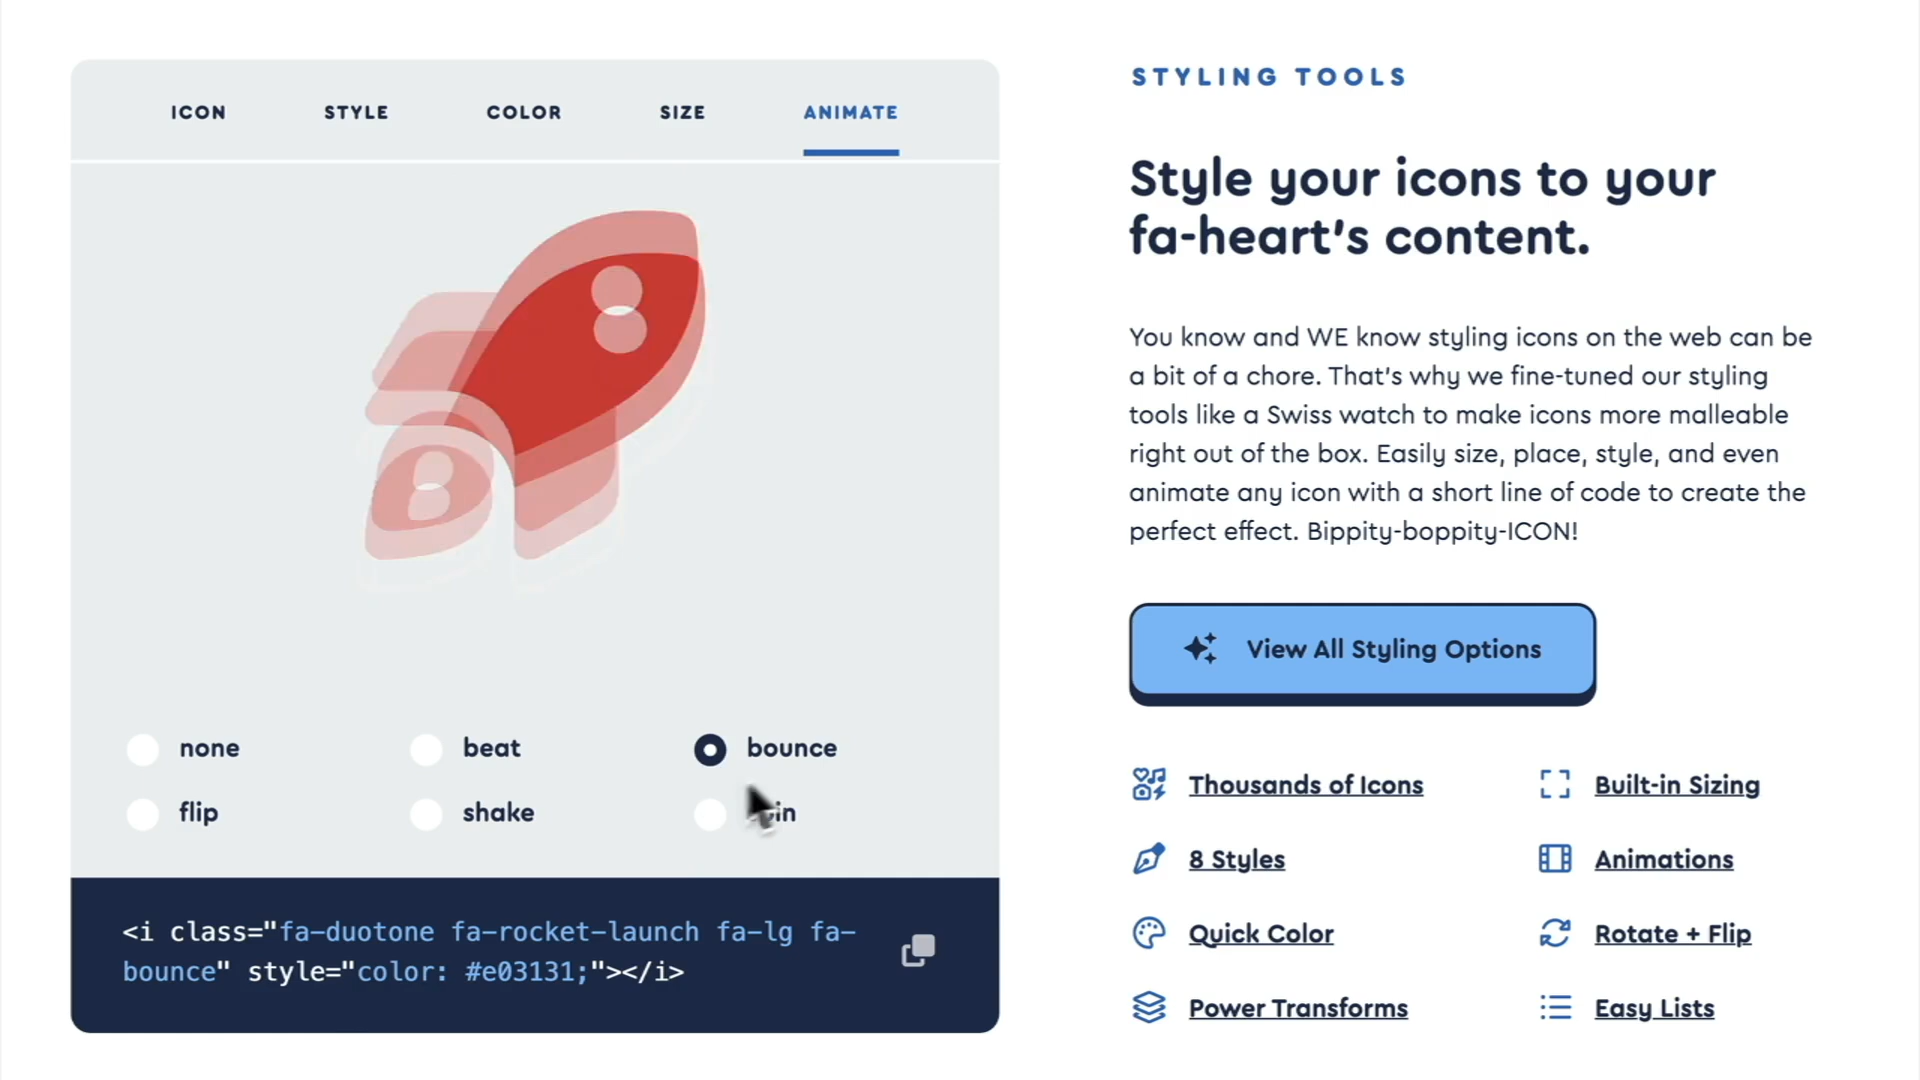 ICON STYLE COLOR SIZE ANIMATE
none beat bounce
flip shake in
<i class="fa-duotone fa-rocket-launch fa-lg fa-
bounce" style="color: #e03131;"></i>
STYLING TOOLS
Style your icons to your
fa-heart's content.
You know and WE know styling icons on the web can be
a bit of a chore. That's why we fine-tuned our styling
tools like a Swiss watch to make icons more malleable
right out of the box. Easily size, place, style, and even
animate any icon with a short line of code to create the
perfect effect. Bippity-boppity-ICON!
View All Styling Options
Thousands of Icons Built-in Sizing
8 Styles Animations
Quick Color Rotate + Flip
Power Transforms Easy Lists